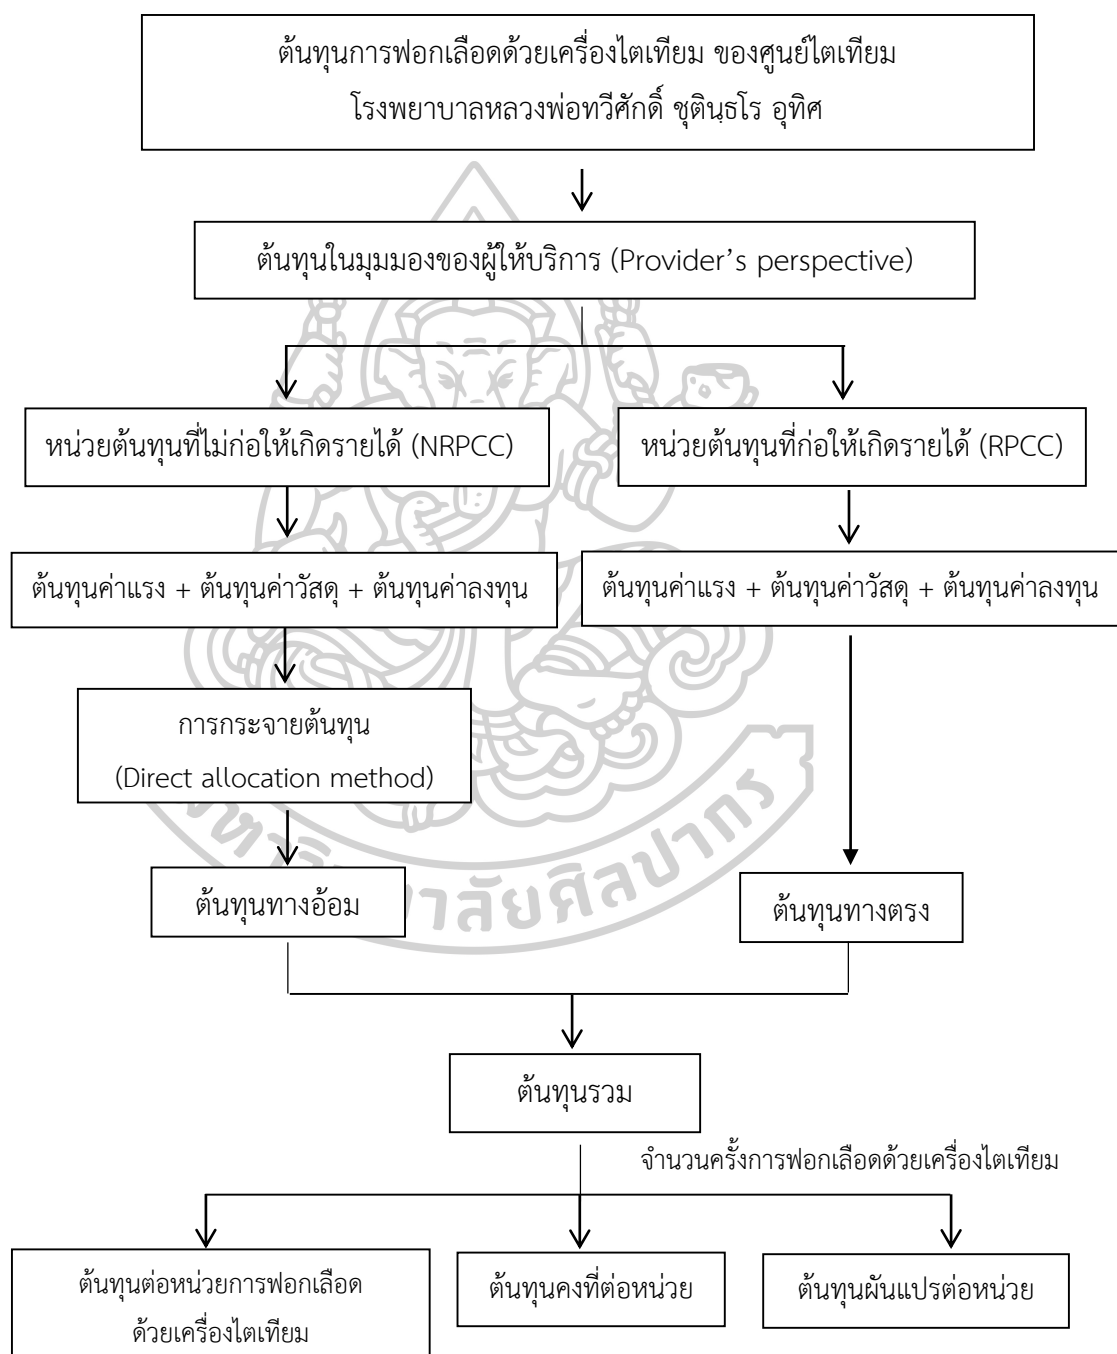 ต้นทุนการฟอกเลือดด้วยเครื่องไตเทียม ของศูนย์ไตเทียม
โรงพยาบาลหลวงพ่อทวีศักดิ์ ชุตินฺธโร อุทิศ
ต้นทุนในมุมมองของผู้ให้บริการ (Provider’s perspective)
หน่วยต้นทุนที่ไม่ก่อให้เกิดรายได้ (NRPCC)
หน่วยต้นทุนที่ก่อให้เกิดรายได้ (RPCC)
ต้นทุนค่าแรง + ต้นทุนค่าวัสดุ + ต้นทุนค่าลงทุน
ต้นทุนค่าแรง + ต้นทุนค่าวัสดุ + ต้นทุนค่าลงทุน
การกระจายต้นทุน
(Direct allocation method)
ต้นทุนทางอ้อม
ต้นทุนทางตรง
ต้นทุนรวม
จำนวนครั้งการฟอกเลือดด้วยเครื่องไตเทียม
ต้นทุนต่อหน่วยการฟอกเลือด
ด้วยเครื่องไตเทียม
ต้นทุนคงที่ต่อหน่วย
ต้นทุนผันแปรต่อหน่วย